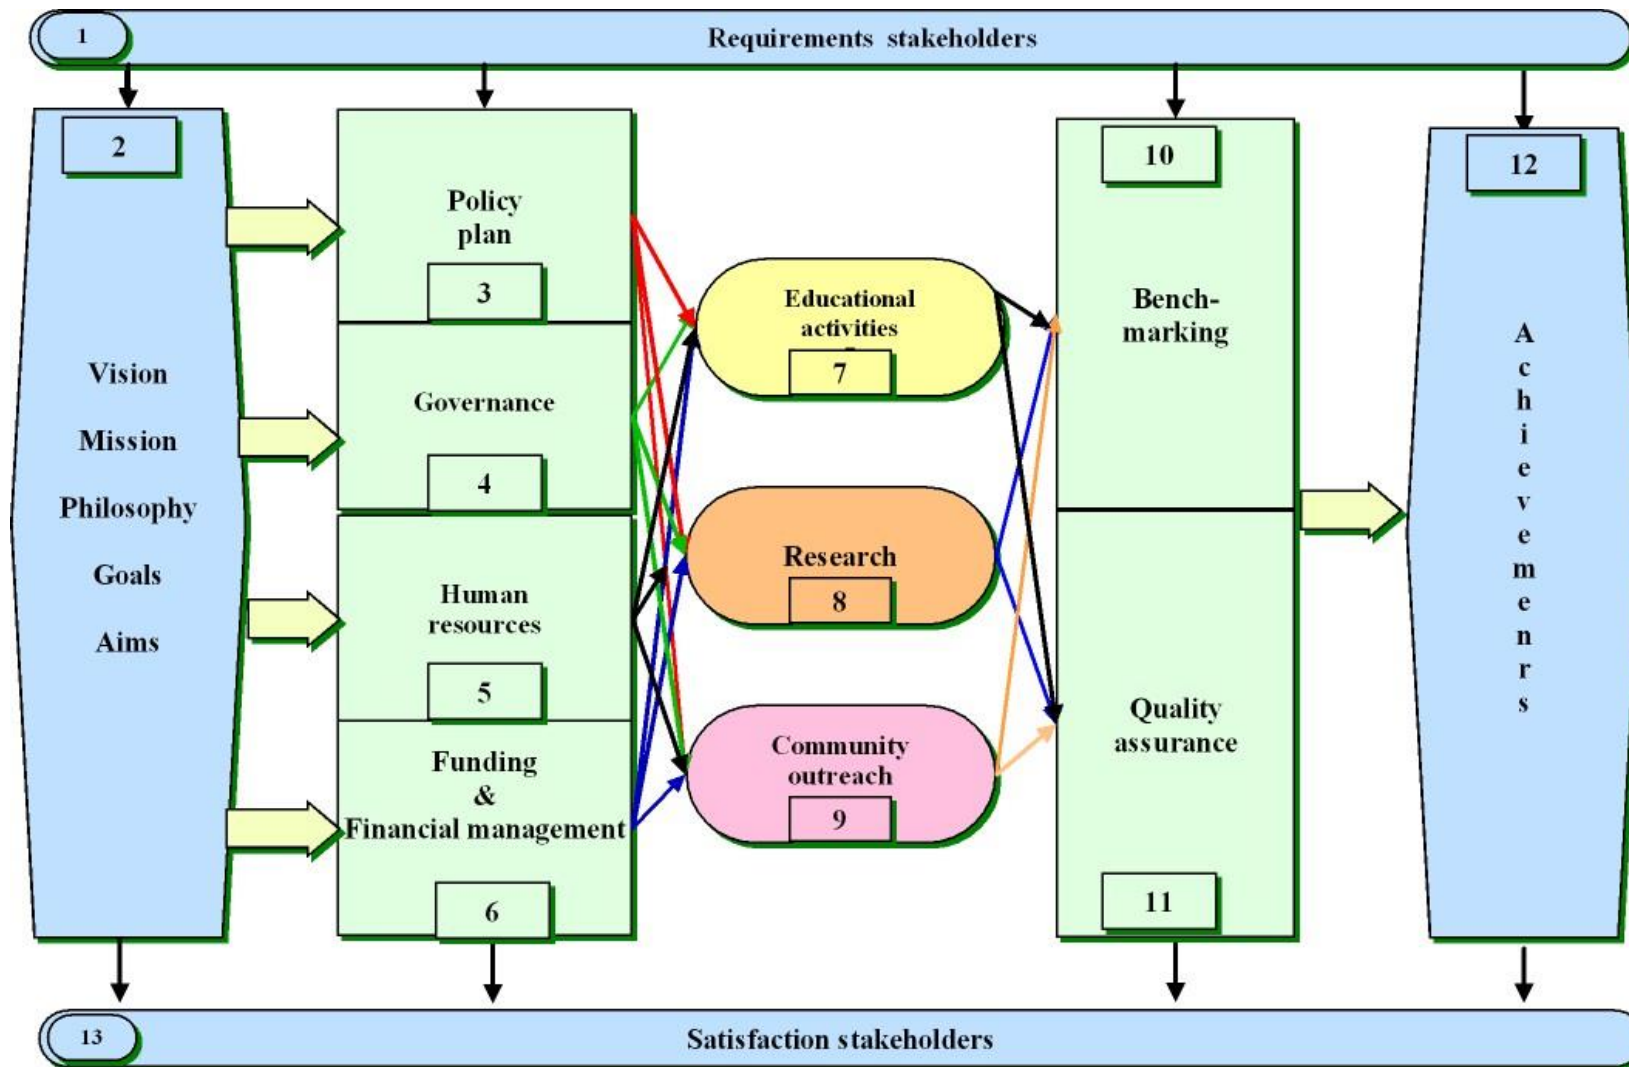 1
Requirements stakeholders
2
Vision
Mission
Philosophy
Goals
Aims
Policy
plan
3
Governance
4
Human
resources
5
Funding
&
Financial management
6
Educational
activities
7
Research
8
Community
outreach
9
10
Bench-
marking
Quality
assurance
11
12
A
c
h
i
e
v
e
m
e
n
r
s
13
Satisfaction stakeholders